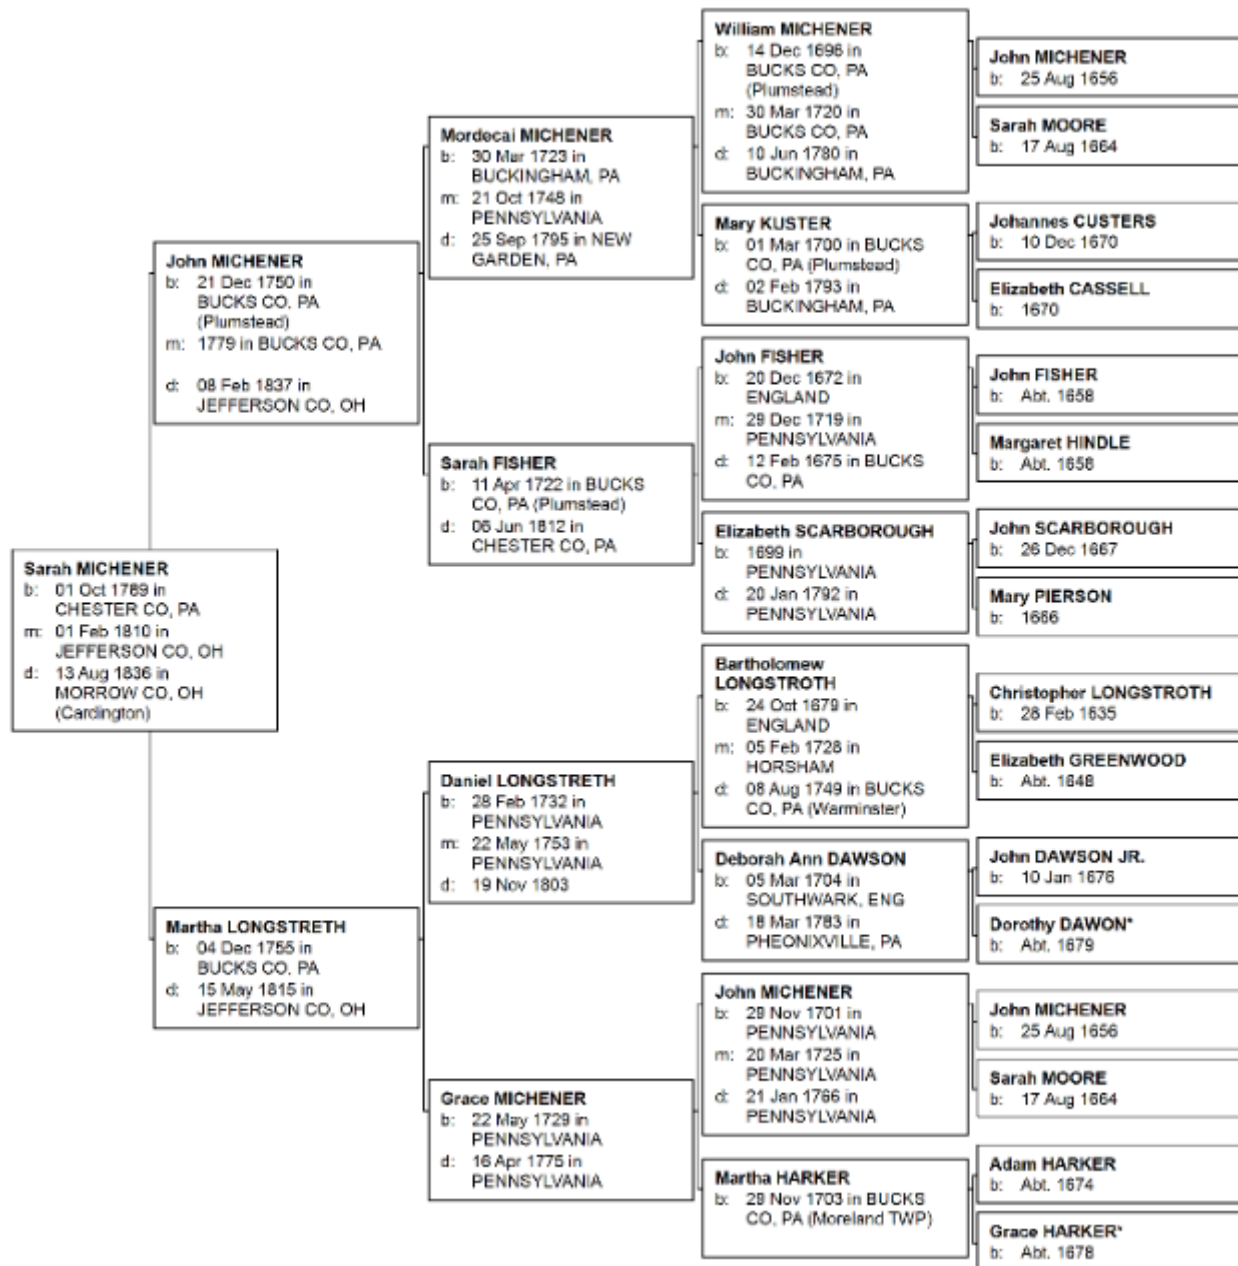 Sarah MICHENER
b: 01 Oct 1789 in
CHESTER CO, PA
m: 01 Feb 1810 in
JEFFERSON CO, OH
d: 13 Aug 1836 in
MORROW CO, OH
(Cardington)
John MICHENER
b: 21 Dec 1750 in
BUCKS CO, PA
(Plumstead)
m: 1779 in BUCKS CO, PA
d: 08 Feb 1837 in
JEFFERSON CO, OH
Martha LONGSTRETH
b: 04 Dec 1755 in
BUCKS CO, PA
d: 15 May 1815 in
JEFFERSON CO, OH
Mordecai MICHENER
b: 30 Mar 1723 in
BUCKINGHAM, PA
m: 21 Oct 1748 in
PENNSYLVANIA
d: 25 Sep 1795 in NEW
GARDEN, PA
Sarah FISHER
b: 11 Apr 1722 in BUCKS
CO, PA (Plumstead)
d: 06 Jun 1812 in
CHESTER CO, PA
Daniel LONGSTRETH
b: 28 Feb 1732 in
PENNSYLVANIA
m: 22 May 1753 in
PENNSYLVANIA
d: 19 Nov 1803
Grace MICHENER
b: 22 May 1729 in
PENNSYLVANIA
d: 16 Apr 1775 in
PENNSYLVANIA
William MICHENER
b: 14 Dec 1696 in
BUCKS CO, PA
(Plumstead)
m: 30 Mar 1720 in
BUCKS CO, PA
d: 10 Jun 1780 in
BUCKINGHAM, PA
Mary KUSTER
b: 01 Mar 1700 in BUCKS
CO, PA (Plumstead)
d: 02 Feb 1793 in
BUCKINGHAM, PA
John FISHER
b: 20 Dec 1672 in
ENGLAND
m: 29 Dec 1719 in
PENNSYLVANIA
d: 12 Feb 1675 in BUCKS
CO, PA
Elizabeth SCARBOROUGH
b: 1699 in
PENNSYLVANIA
d: 20 Jan 1792 in
PENNSYLVANIA
Bartholomew
LONGSTROTH
b: 24 Oct 1679 in
ENGLAND
m: 05 Feb 1728 in
HORSHAM
d: 08 Aug 1749 in BUCKS
CO, PA (Warminster)
Deborah Ann DAWSON
b: 05 Mar 1704 in
SOUTHWARK, ENG
d: 18 Mar 1783 in
PHEONIXVILLE, PA
John MICHENER
b: 29 Nov 1701 in
PENNSYLVANIA
m: 20 Mar 1725 in
PENNSYLVANIA
d: 21 Jan 1766 in
PENNSYLVANIA
Martha HARKER
b: 29 Nov 1703 in BUCKS
CO, PA (Moreland TWP)
John MICHENER
b: 25 Aug 1656
Sarah MOORE
b: 17 Aug 1664
Johannes CUSTERS
b: 10 Dec 1670
Elizabeth CASSELL
b: 1670
John FISHER
b: Abt. 1658
Margaret HINDLE
b: Abt. 1658
John SCARBOROUGH
b: 26 Dec 1667
Mary PIERSON
b: 1666
Christopher LONGSTROTH
b: 28 Feb 1635
Elizabeth GREENWOOD
b: Abt. 1648
John DAWSON JR.
b: 10 Jan 1676
Dorothy DAWON*
b: Abt. 1679
John MICHENER
b: 25 Aug 1656
Sarah MOORE
b: 17 Aug 1664
Adam HARKER
b: Abt. 1674
Grace HARKER*
b: Abt. 1678